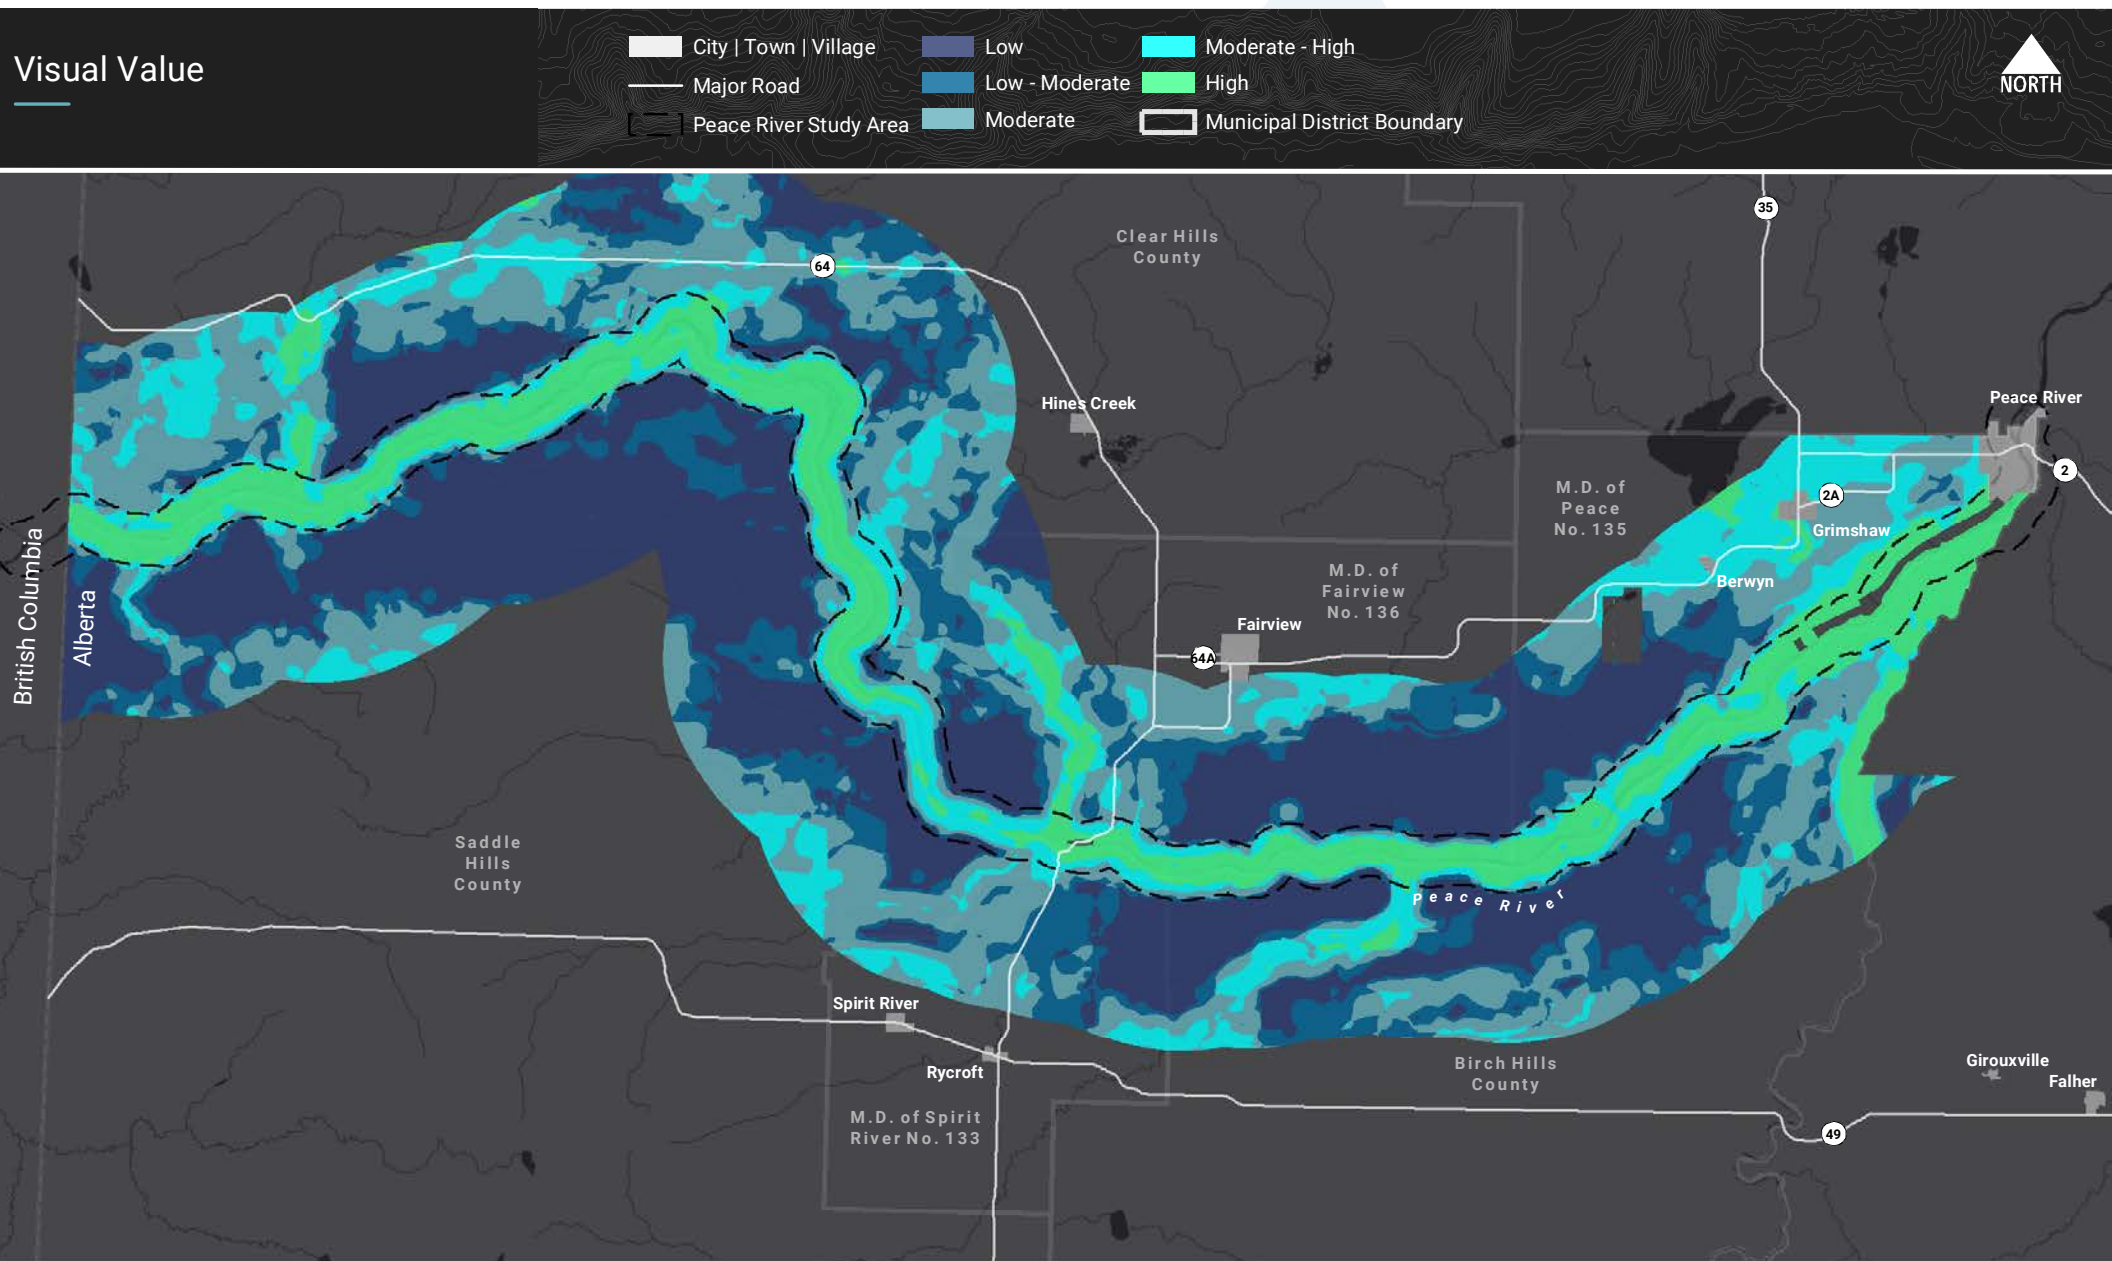 Visual Value
City | Town | Village
Major Road
Peace River Study Area
Low
Low - Moderate
Moderate
Moderate - High
High
Municipal District Boundary
NORTH
35
Clear Hills
County
64
Peace River
Hines Creek
2
M.D. of
Peace
No. 135
2A
Grimshaw
British Columbia
Alberta
M.D. of
Fairview
No. 136
Berwyn
Fairview
64A
Saddle
Hills
County
Peace River
Spirit River
Rycroft
Birch Hills
County
Girouxville
Falher
M.D. of Spirit
River No. 133
49